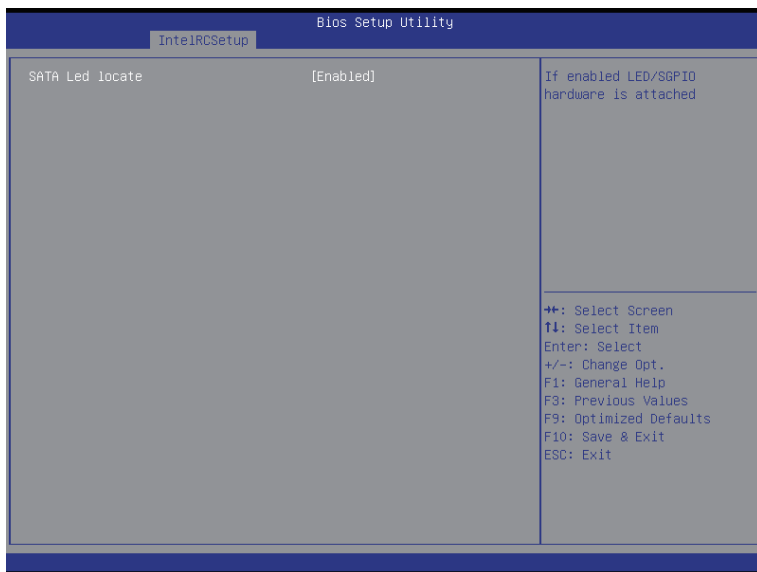 Bios Setup Utility
IntelRCSetup
SATA Led locate [Enabled]
If enabled LED/SGPIO
hardware is attached
→←: Select Screen
↑↓: Select Item
Enter: Select
+/-: Change Opt.
F1: General Help
F3: Previous Values
F9: Optimized Defaults
F10: Save & Exit
ESC: Exit